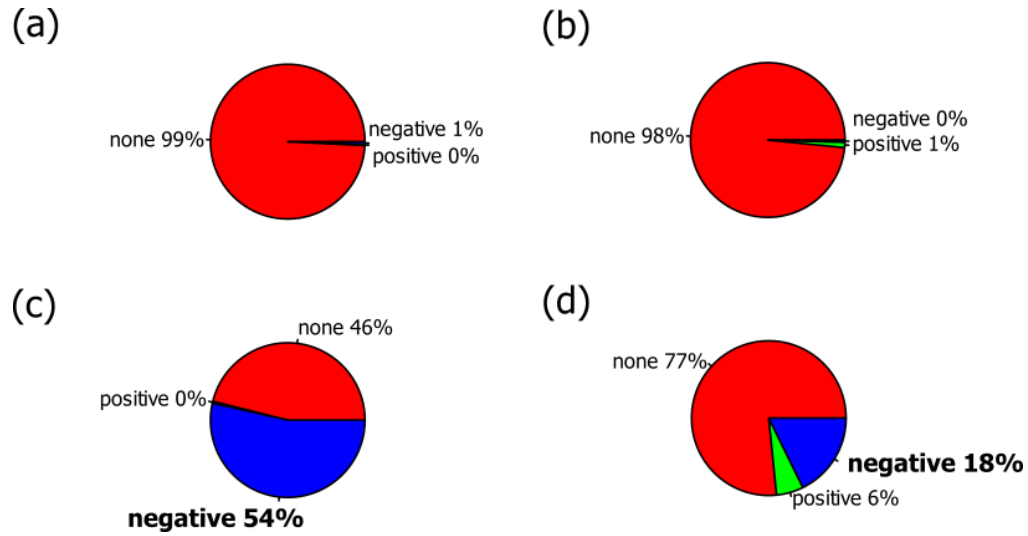 (a)
none 99%
negative 1%
positive 0%
(b)
none 98%
negative 0%
positive 1%
(c)
none 46%
positive 0%
negative 54%
(d)
none 77%
negative 18%
positive 6%